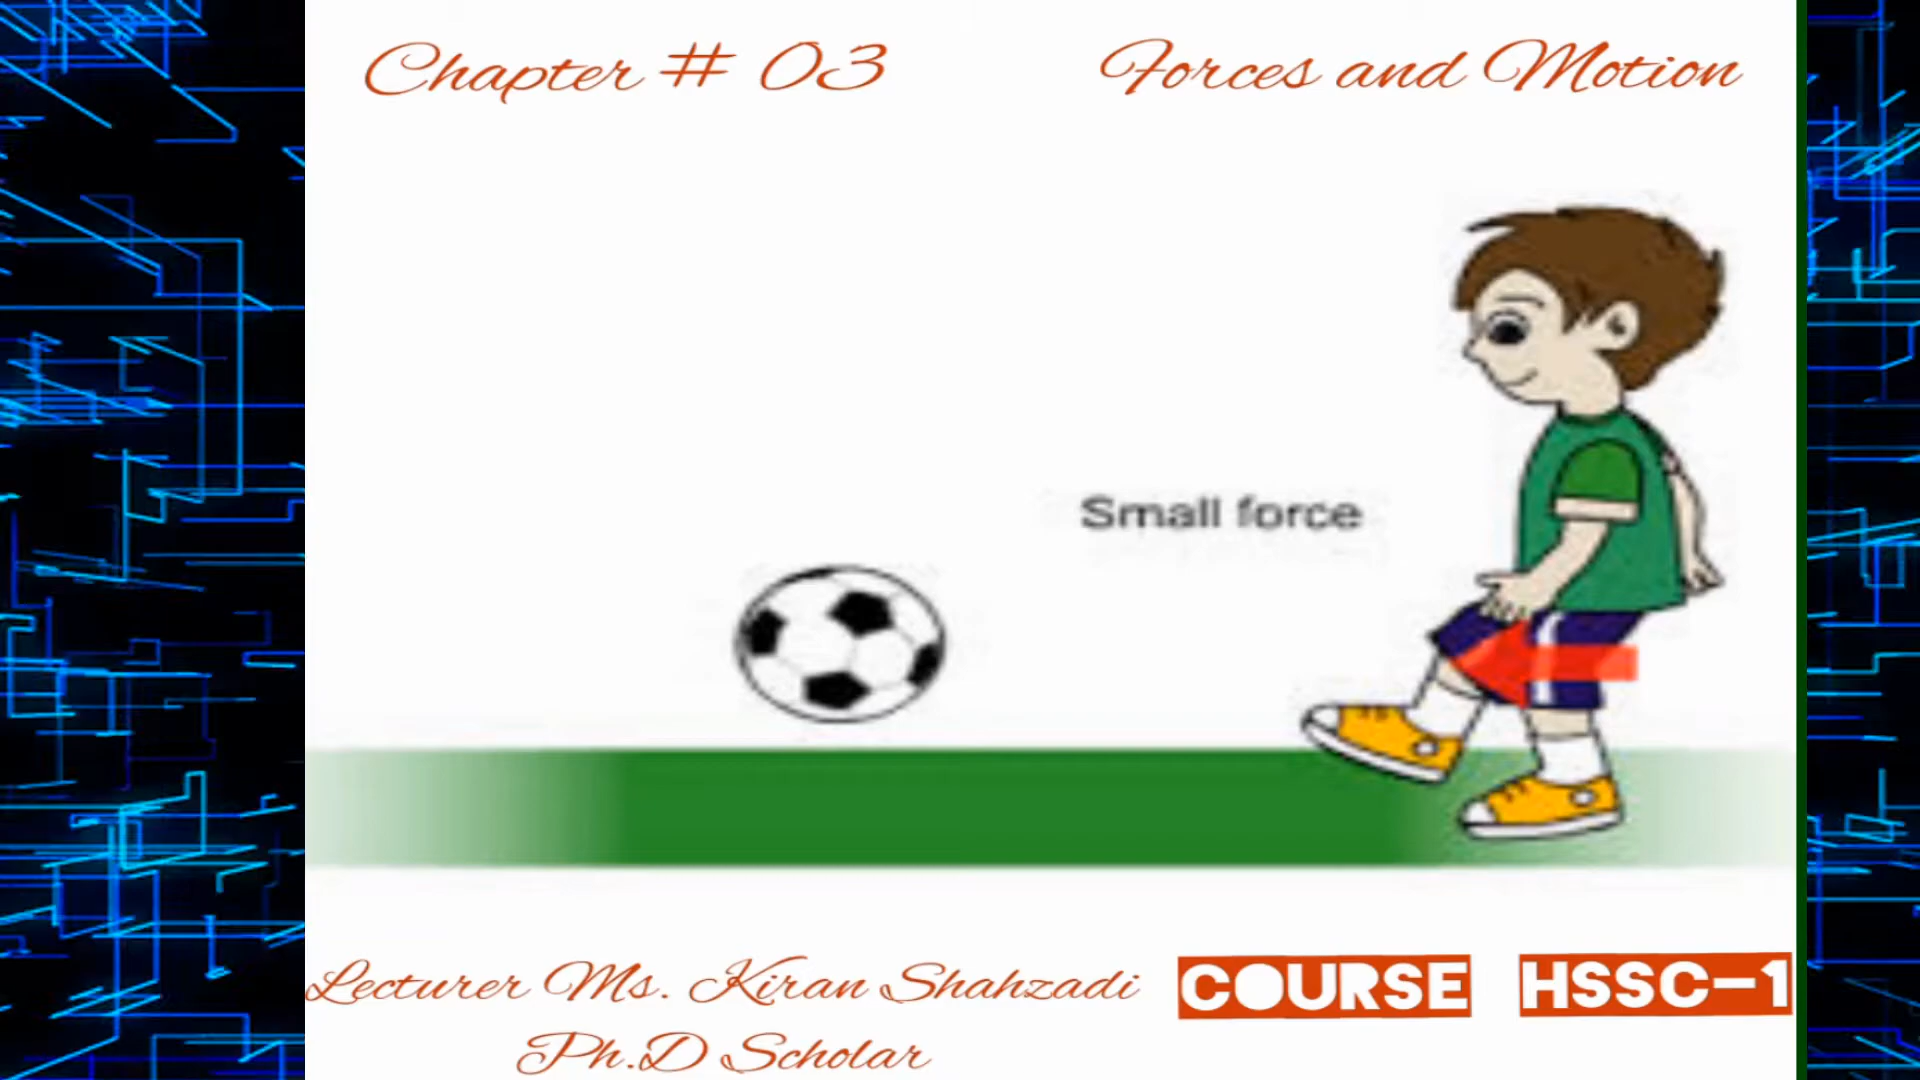 Chapter # 03
Forces and Motion
Small force
Lecturer Ms. Kiran Shahzadi
Ph.D Scholar
COURSE
HSSC-1